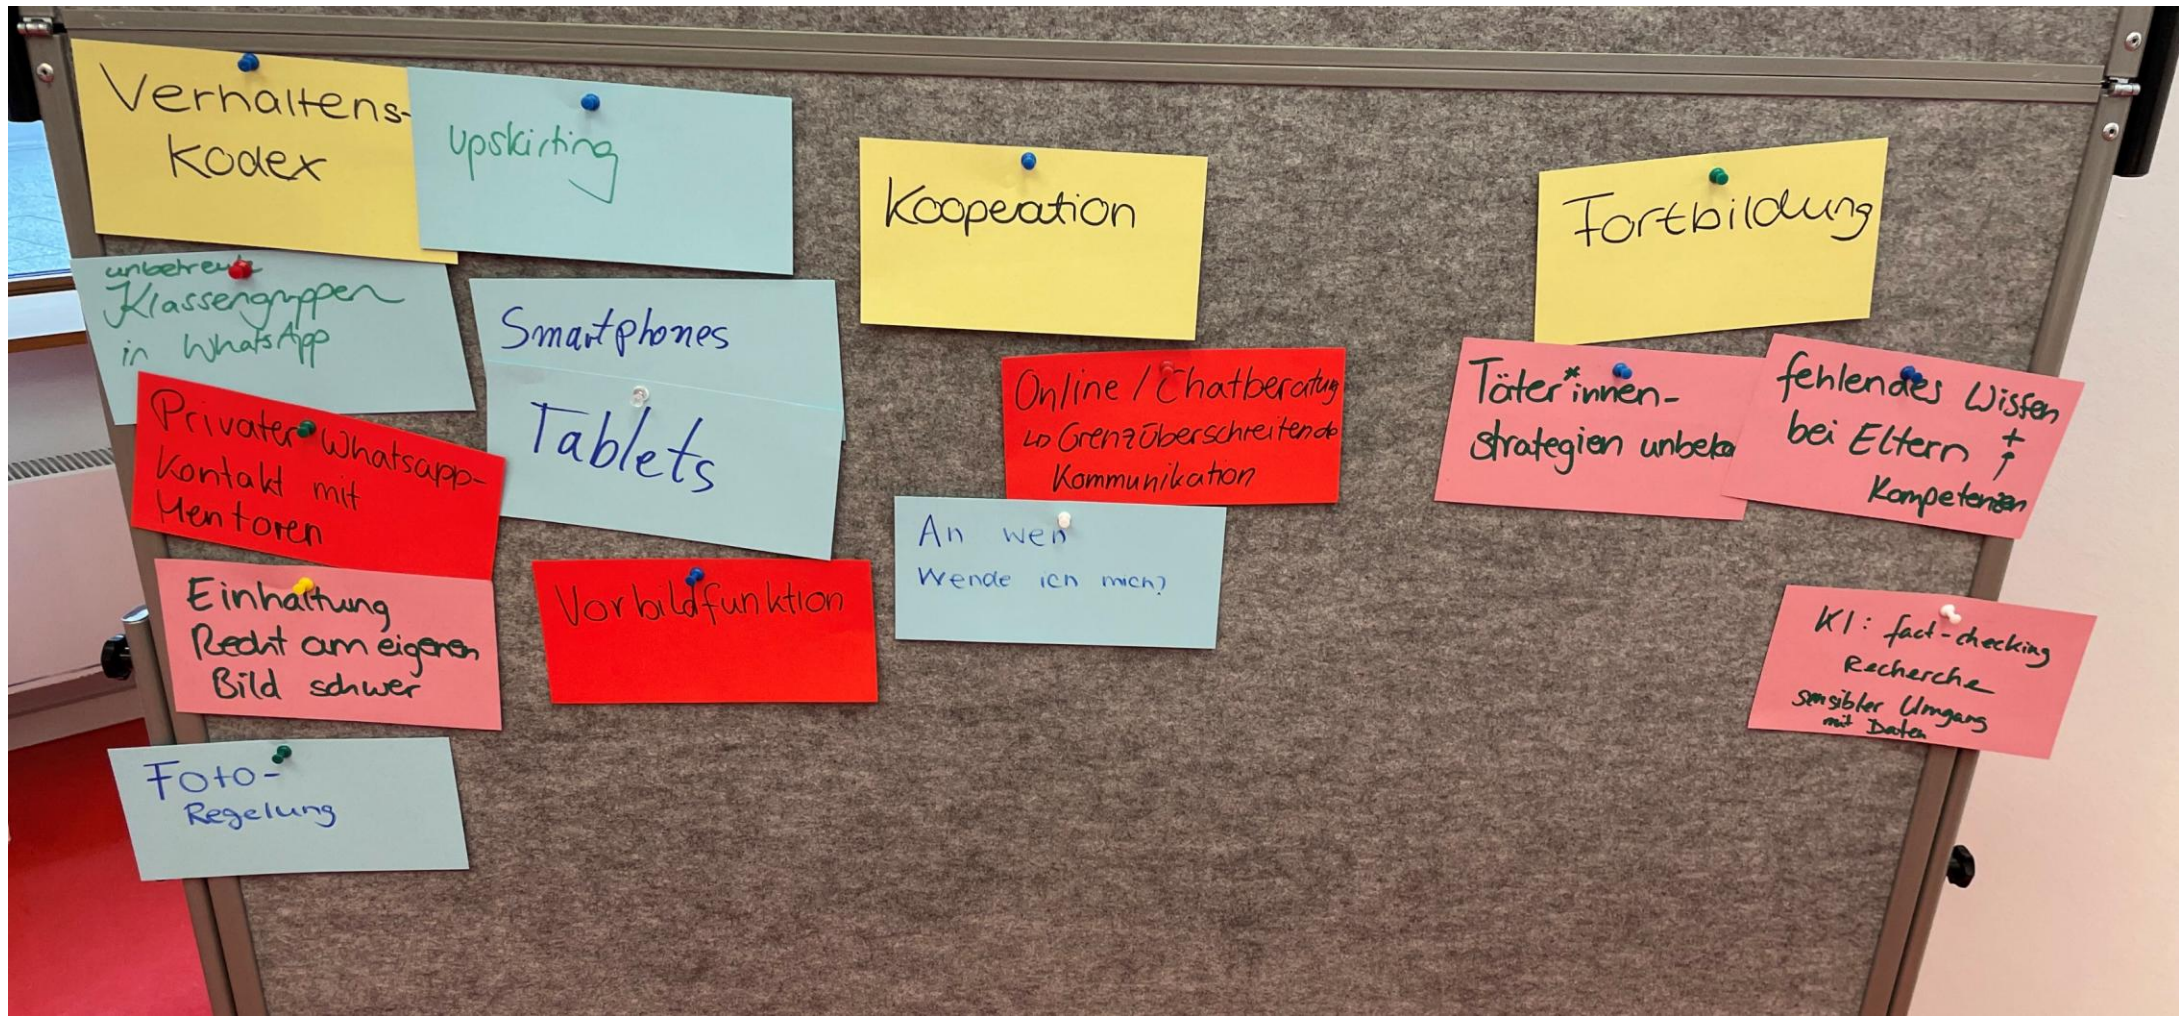 Verhaltens-
Kodex
upskirting
unbetreut
Klassengruppen
in WhatsApp
Smartphones
Tablets
Privater Whatsapp-
Kontakt mit
Mentoren
Einhaltung
Recht am eigenen
Bild schwer
Vorbildfunktion
Foto-
Regelung
Kooperation
Online / Chatberatung
↳ Grenzüberschreitende
Kommunikation
An wen
Wende ich mich?
Fortbildung
Täter*innen-
strategien unbeka
fehlendes Wissen
bei Eltern +
↑
Kompetenzen
KI: fact-checking
Recherche
sensibler Umgang
mit Daten